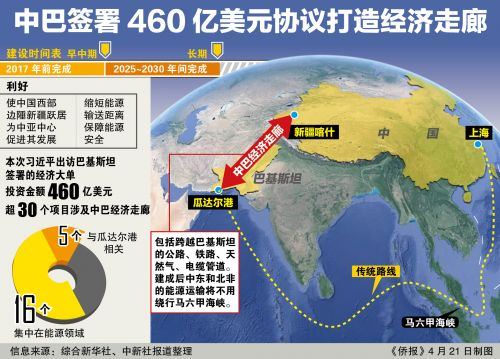 中巴签署 460 亿美元协议打造经济走廊
建设时间表 早中期 长期
2017 年前完成 2025~2030 年间完成
利好
使中国西部
边陲新疆跃居
为中亚中心
促进其发展
缩短能源
输送距离
保障能源
安全
本次习近平出访巴基斯坦
签署的经济大单
投资金额 460 亿美元
超 30 个项目涉及中巴经济走廊
5 个 与瓜达尔港
相关
16 个
集中在能源领域
新疆喀什
中国
上海
中巴经济走廊
巴基斯坦
瓜达尔港
包括跨越巴基斯坦
的公路、铁路、天
然气、电缆管道。
建成后中东和北非
的能源运输将不用
绕行马六甲海峡
传统路线
马六甲海峡
信息来源：综合新华社、中新社报道整理
《侨报》4 月 21 日制图